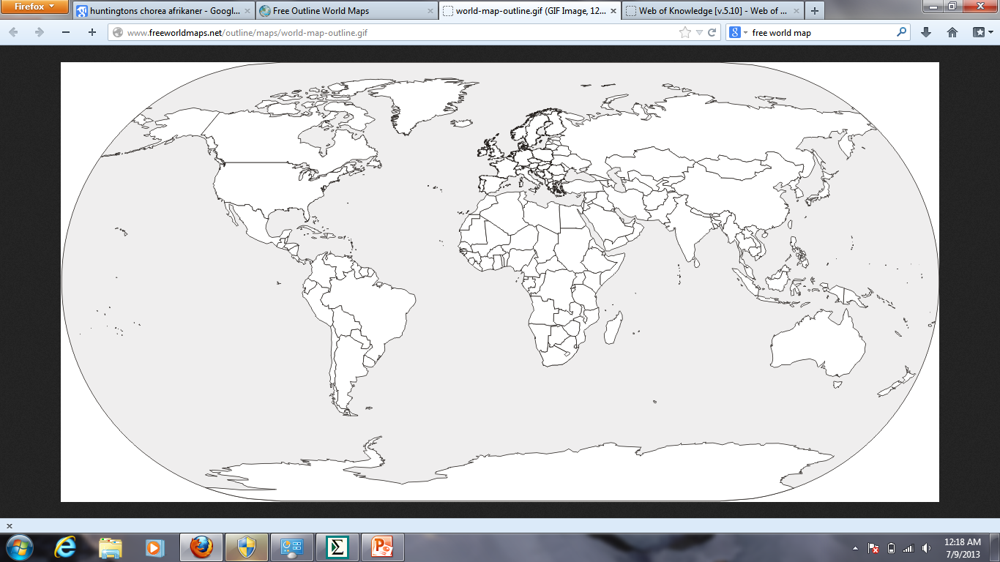 Firefox
huntingtons chorea afrikaner - Googl...
Free Outline World Maps
world-map-outline.gif (GIF Image, 12...
Web of Knowledge [v.5.10] - Web of ...
www.freeworldmaps.net/outline/maps/world-map-outline.gif
free world map
12:18 AM
7/9/2013